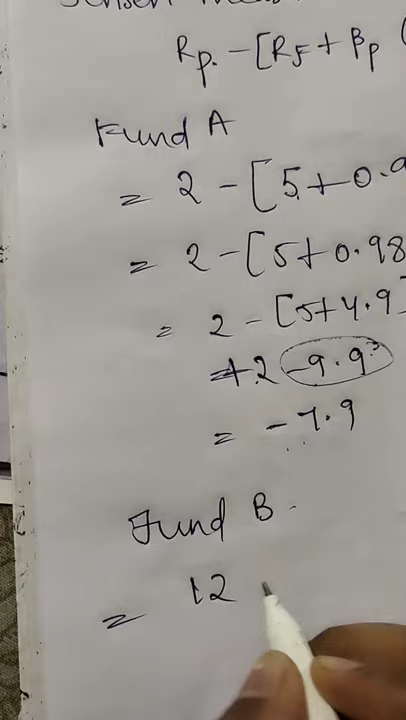 Jensen
Rp - [Rf + βp (
Fund A
= 2 - [5 + 0.9
= 2 - [5 + 0.98
= 2 - [5 + 4.9]
2 - 9.9
= -7.9
Fund B.
= 12